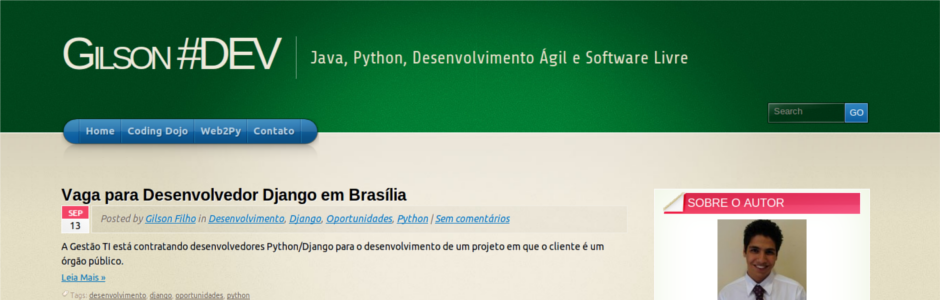 Gilson #DEV
Java, Python, Desenvolvimento Ágil e Software Livre
Search
GO
Home Coding Dojo Web2Py Contato
Vaga para Desenvolvedor Django em Brasília
SEP
13
Posted by Gilson Filho in Desenvolvimento, Django, Oportunidades, Python | Sem comentários
A Gestão TI está contratando desenvolvedores Python/Django para o desenvolvimento de um projeto em que o cliente é um
órgão público.
Leia Mais »
Tags: desenvolvimento, django, oportunidades, python
SOBRE O AUTOR